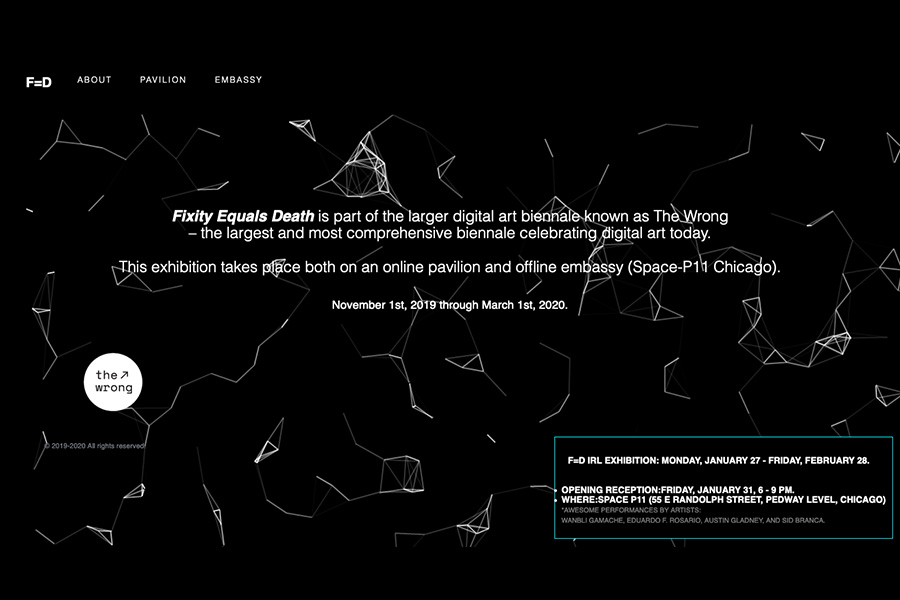 F=D ABOUT PAVILION EMBASSY
Fixity Equals Death is part of the larger digital art biennale known as The Wrong
– the largest and most comprehensive biennale celebrating digital art today.
This exhibition takes place both on an online pavilion and offline embassy (Space-P11 Chicago).
November 1st, 2019 through March 1st, 2020.
the↗
wrong
© 2019-2020 All rights reserved
F=D IRL EXHIBITION: MONDAY, JANUARY 27 - FRIDAY, FEBRUARY 28.
OPENING RECEPTION:FRIDAY, JANUARY 31, 6 - 9 PM.
WHERE:SPACE P11 (55 E RANDOLPH STREET, PEDWAY LEVEL, CHICAGO)
*AWESOME PERFORMANCES BY ARTISTS:
WANBLI GAMACHE, EDUARDO F. ROSARIO, AUSTIN GLADNEY, AND SID BRANCA.